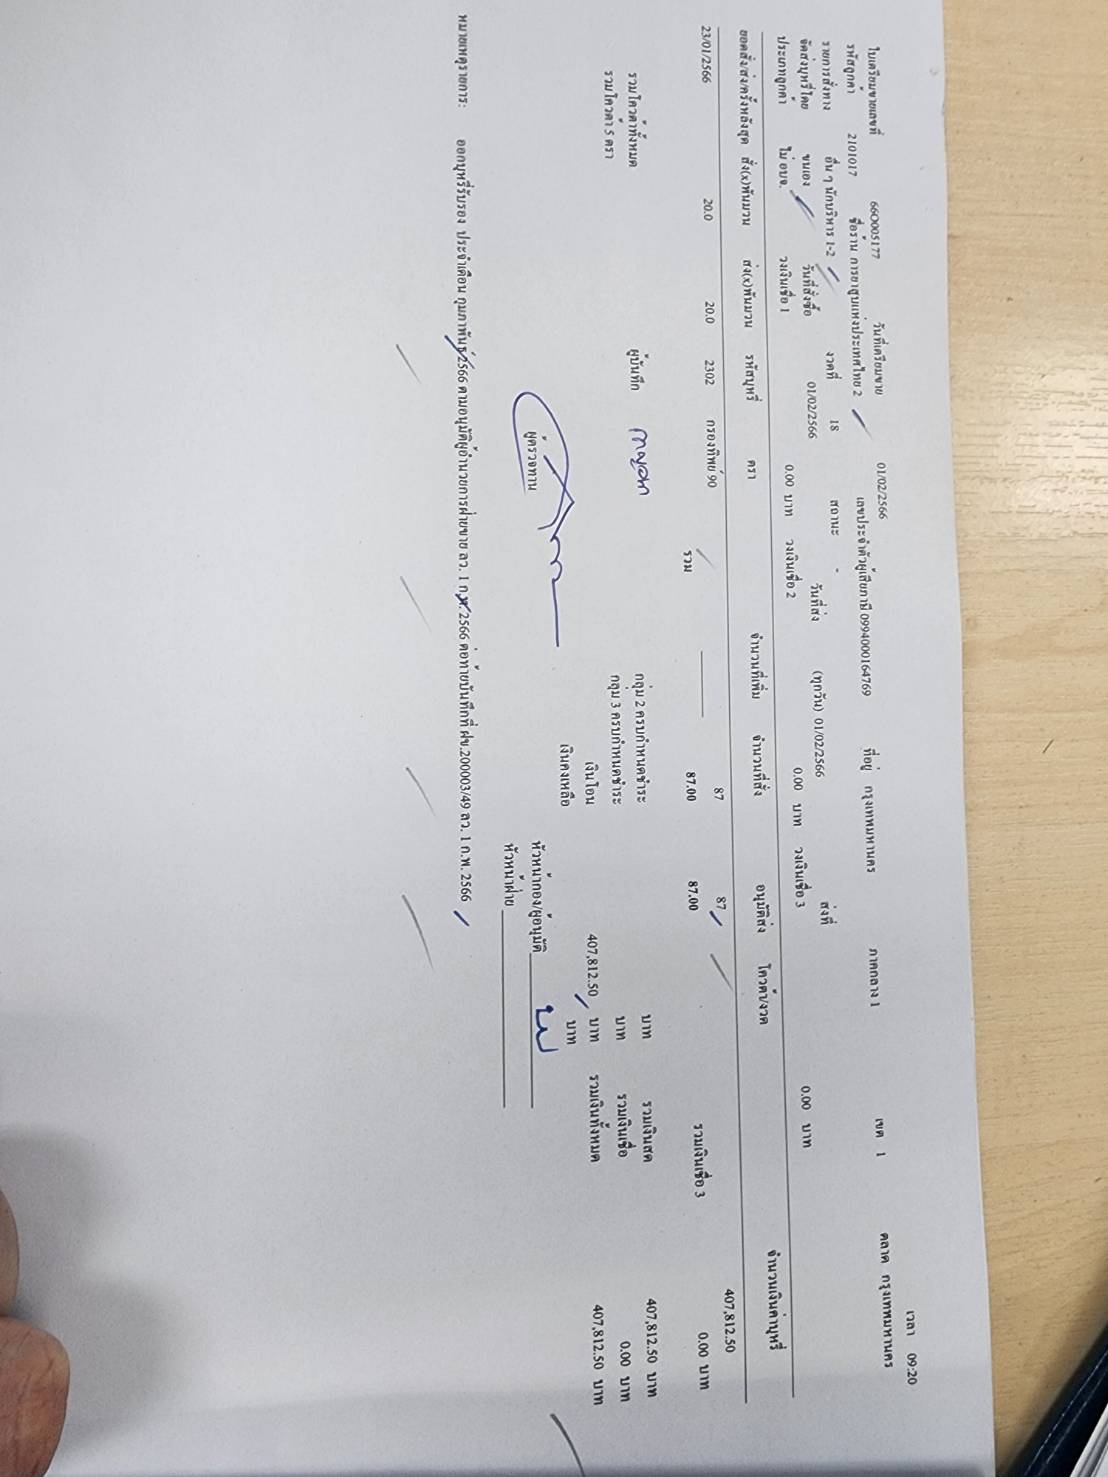 เวลา 09:20
ใบเตรียมขายเลขที่ 66O005177 วันที่เตรียมขาย 01/02/2566
รหัสลูกค้า 2101017 ชื่อร้าน การยาสูบแห่งประเทศไทย 2 เลขประจำตัวผู้เสียภาษี 0994000164769 ที่อยู่ กรุงเทพมหานคร ภาคกลาง 1 เขต 1 ตลาด กรุงเทพมหานคร
รายการสั่งทาง อื่น ๆ นักบริหาร 1-2 งวดที่ 18 สถานะ -
จัดส่งบุหรี่โดย ขนเอง วันที่สั่งซื้อ 01/02/2566 วันที่ส่ง (ทุกวัน) 01/02/2566 ส่งที่
ประเภทลูกค้า ไม่ อบจ. วงเงินเชื่อ 1 0.00 บาท วงเงินเชื่อ 2 0.00 บาท วงเงินเชื่อ 3 0.00 บาท
ยอดสั่ง/ส่ง/ครั้งหลังสุด สั่ง(x)พันมวน ส่ง(x)พันมวน รหัสบุหรี่ ตรา จำนวนที่เพิ่ม จำนวนที่สั่ง อนุมัติส่ง โควต้า/งวด จำนวนเงินค่าบุหรี่
23/01/2566 20.0 20.0 2302 กรองทิพย์ 90 87 87 407,812.50
รวม 87.00 87.00 รวมเงินเชื่อ 3 0.00 บาท
รวมโควต้าทั้งหมด ผู้บันทึก กาญจนา กลุ่ม 2 ครบกำหนดชำระ บาท รวมเงินสด 407,812.50 บาท
รวมโควต้า 5 ตรา กลุ่ม 3 ครบกำหนดชำระ บาท รวมเงินเชื่อ 0.00 บาท
เงินโอน 407,812.50 บาท รวมเงินทั้งหมด 407,812.50 บาท
เงินคงเหลือ บาท
ผู้ตรวจทาน หัวหน้ากอง/ผู้อนุมัติ
หัวหน้าฝ่าย
หมายเหตุรายการ: ออกบุหรี่รับรอง ประจำเดือน กุมภาพันธ์ 2566 ตามอนุมัติผู้อำนวยการฝ่ายขาย ลว. 1 ก.พ. 2566 ต่อท้ายบันทึกที่ ฝข.200003/49 ลว. 1 ก.พ. 2566